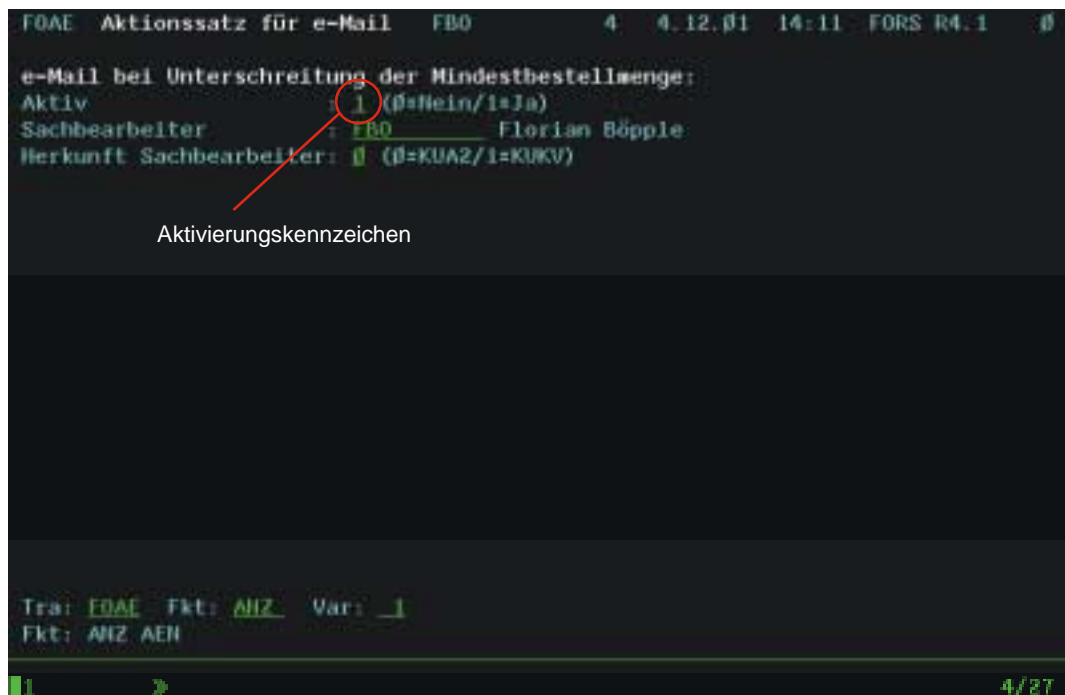 FOAE Aktionssatz für e-Mail FBO 4 4.12.01 14:11 FORS R4.1 0
e-Mail bei Unterschreitung der Mindestbestellmenge:
Aktiv : 1 (0=Nein/1=Ja)
Sachbearbeiter : FBO Florian Böpple
Herkunft Sachbearbeiter: 0 (0=KUA2/1=KUKV)
Aktivierungskennzeichen
Tra: FOAE Fkt: ANZ Var: 1
Fkt: ANZ AEN
1 » 4/27